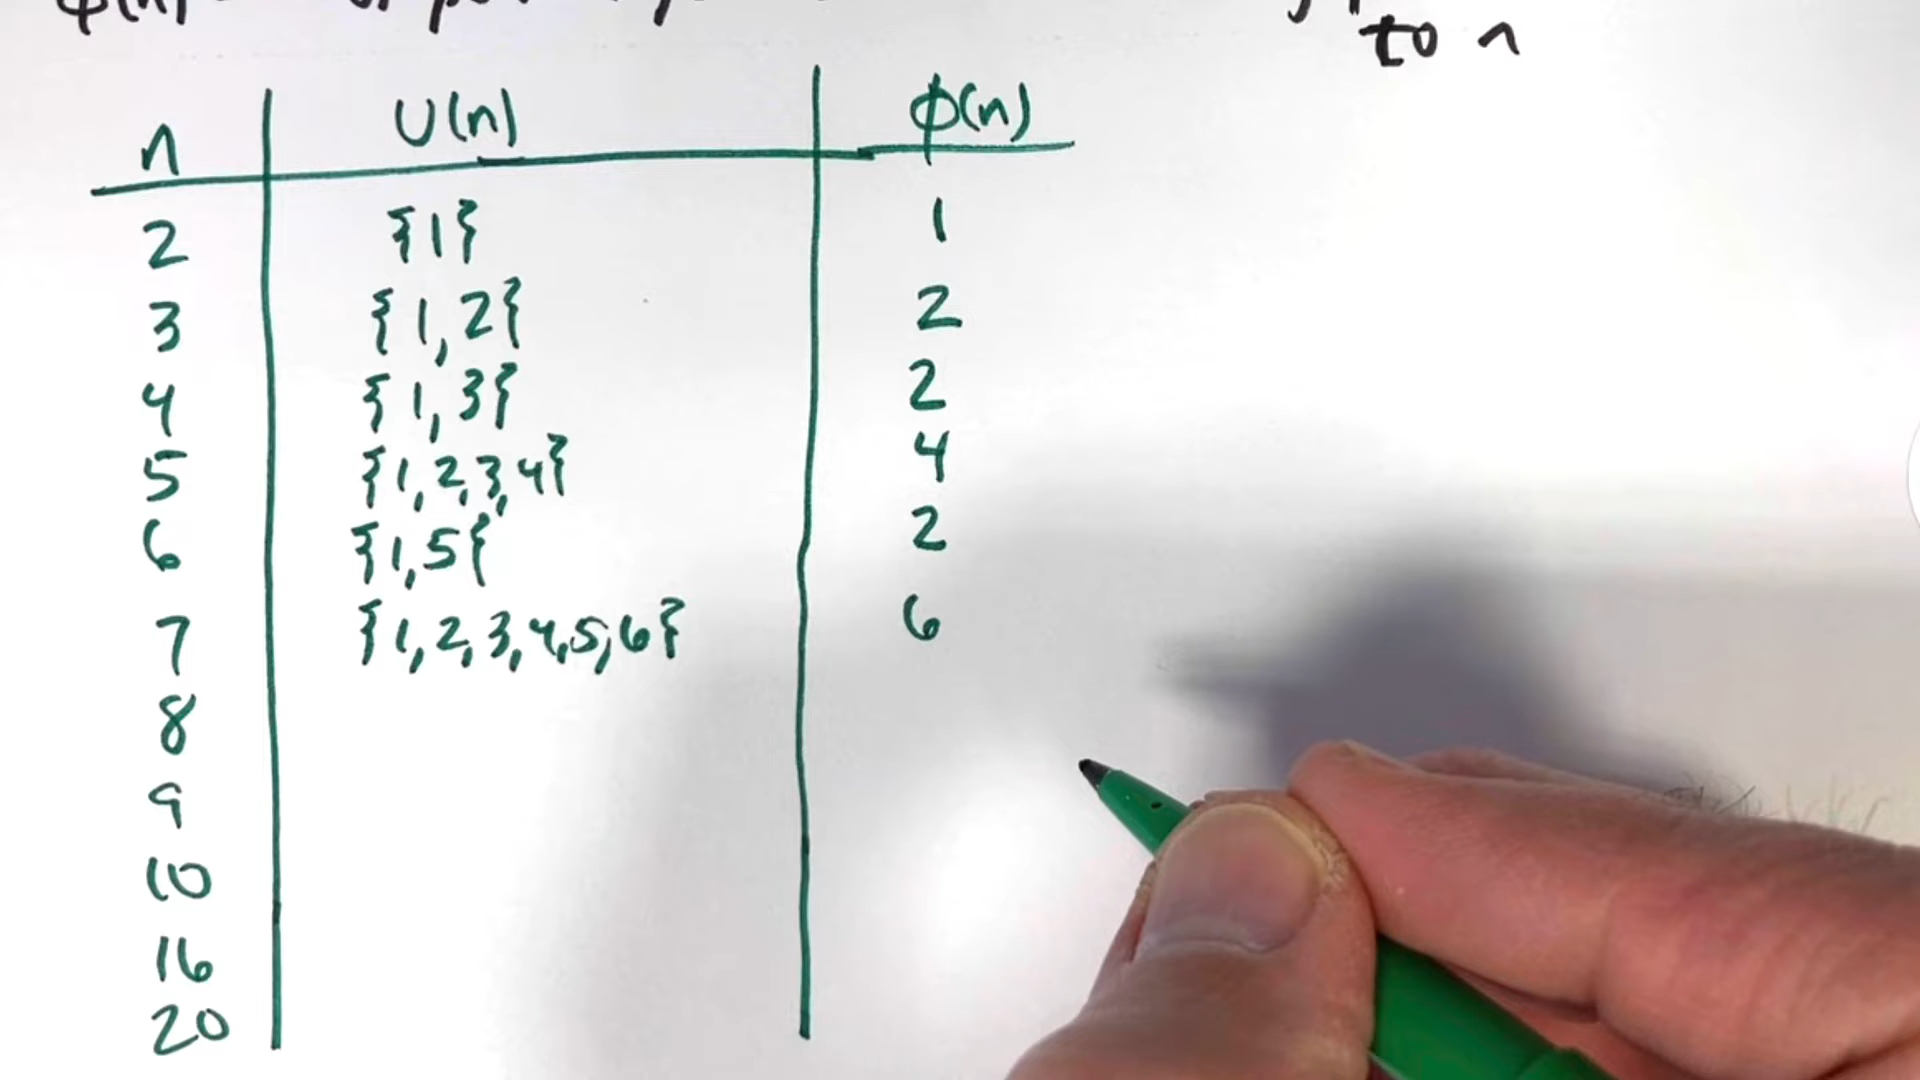 φ(n)
to n
n U(n) φ(n)
2 {1} 1
3 {1,2} 2
4 {1,3} 2
5 {1,2,3,4} 4
6 {1,5} 2
7 {1,2,3,4,5,6} 6
8
9
10
16
20